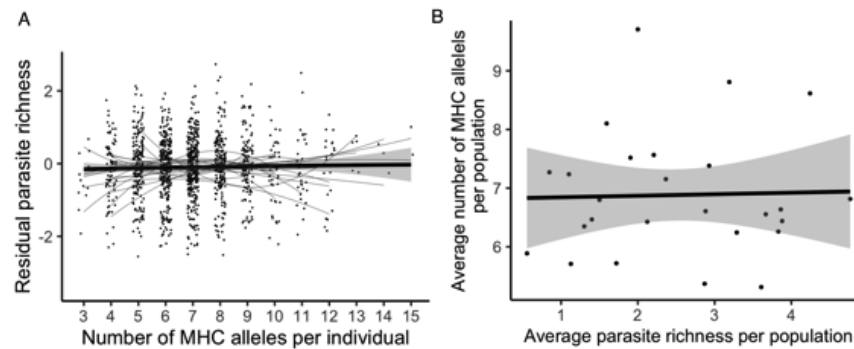 A
Residual parasite richness
2
0
-2
3 4 5 6 7 8 9 10 11 12 13 14 15
Number of MHC alleles per individual
B
Average number of MHC allelels
per population
9
8
7
6
1 2 3 4
Average parasite richness per population